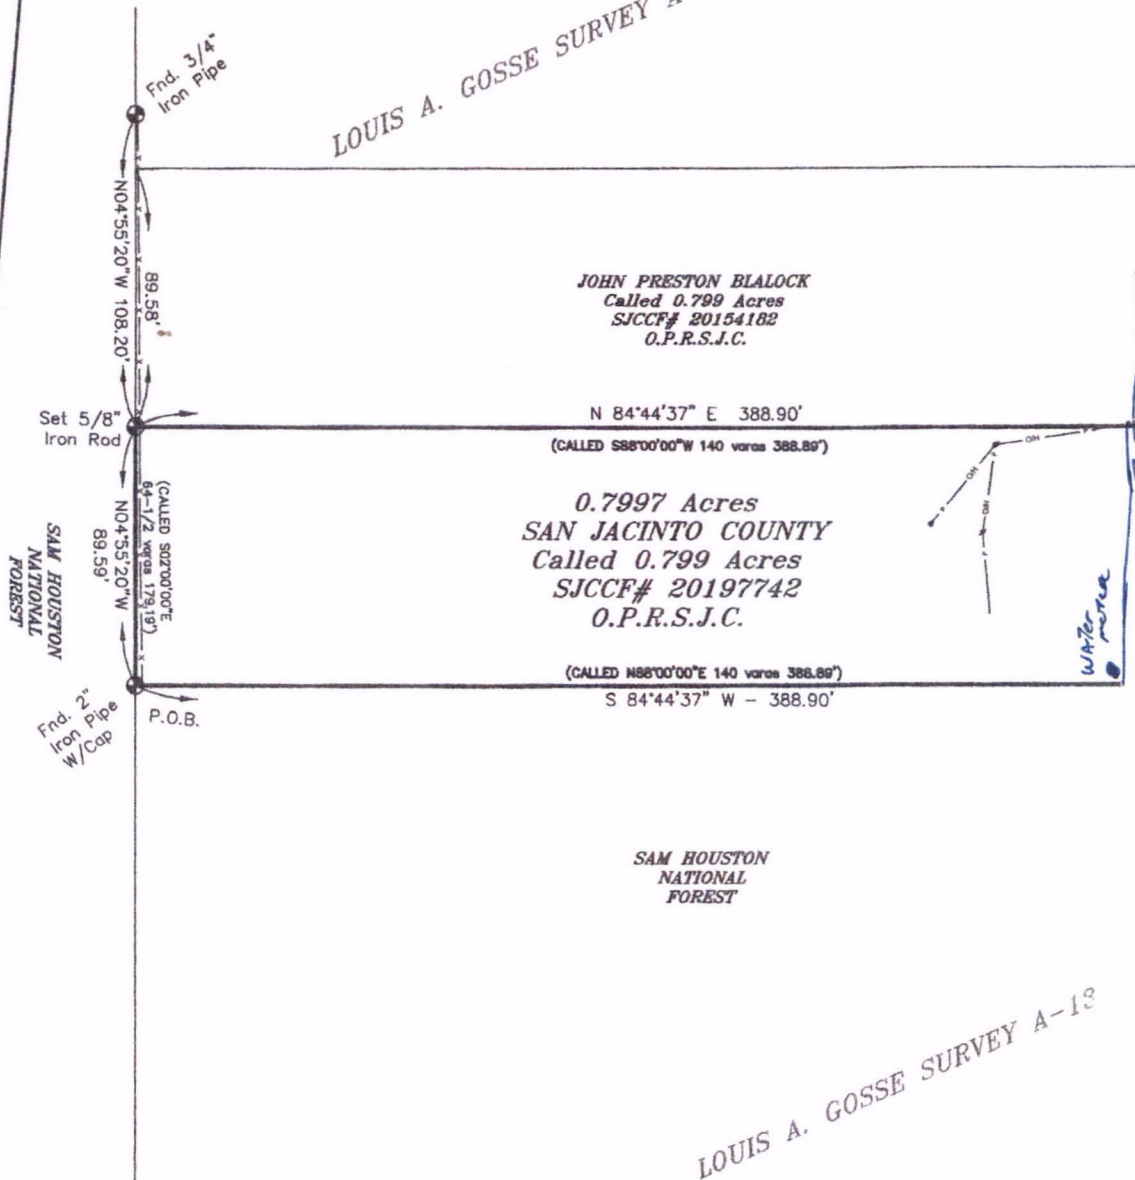 LOUIS A. GOSSE SURVEY A
Fnd. 3/4"
Iron Pipe
N04°55'20"W 108.20'
89.58'
JOHN PRESTON BLALOCK
Called 0.799 Acres
SJCCF# 20154182
O.P.R.S.J.C.
Set 5/8"
Iron Rod
N 84°44'37" E 388.90'
(CALLED S88°00'00"W 140 varas 388.89')
OH
OH
OH
(CALLED S02°00'00"E
64-1/2 varas 179.19')
N04°55'20"W
89.59'
SAM HOUSTON
NATIONAL
FOREST
0.7997 Acres
SAN JACINTO COUNTY
Called 0.799 Acres
SJCCF# 20197742
O.P.R.S.J.C.
WATER
METER
(CALLED N88°00'00"E 140 varas 388.89')
S 84°44'37" W - 388.90'
Fnd. 2"
Iron Pipe
W/Cap
P.O.B.
SAM HOUSTON
NATIONAL
FOREST
LOUIS A. GOSSE SURVEY A-13